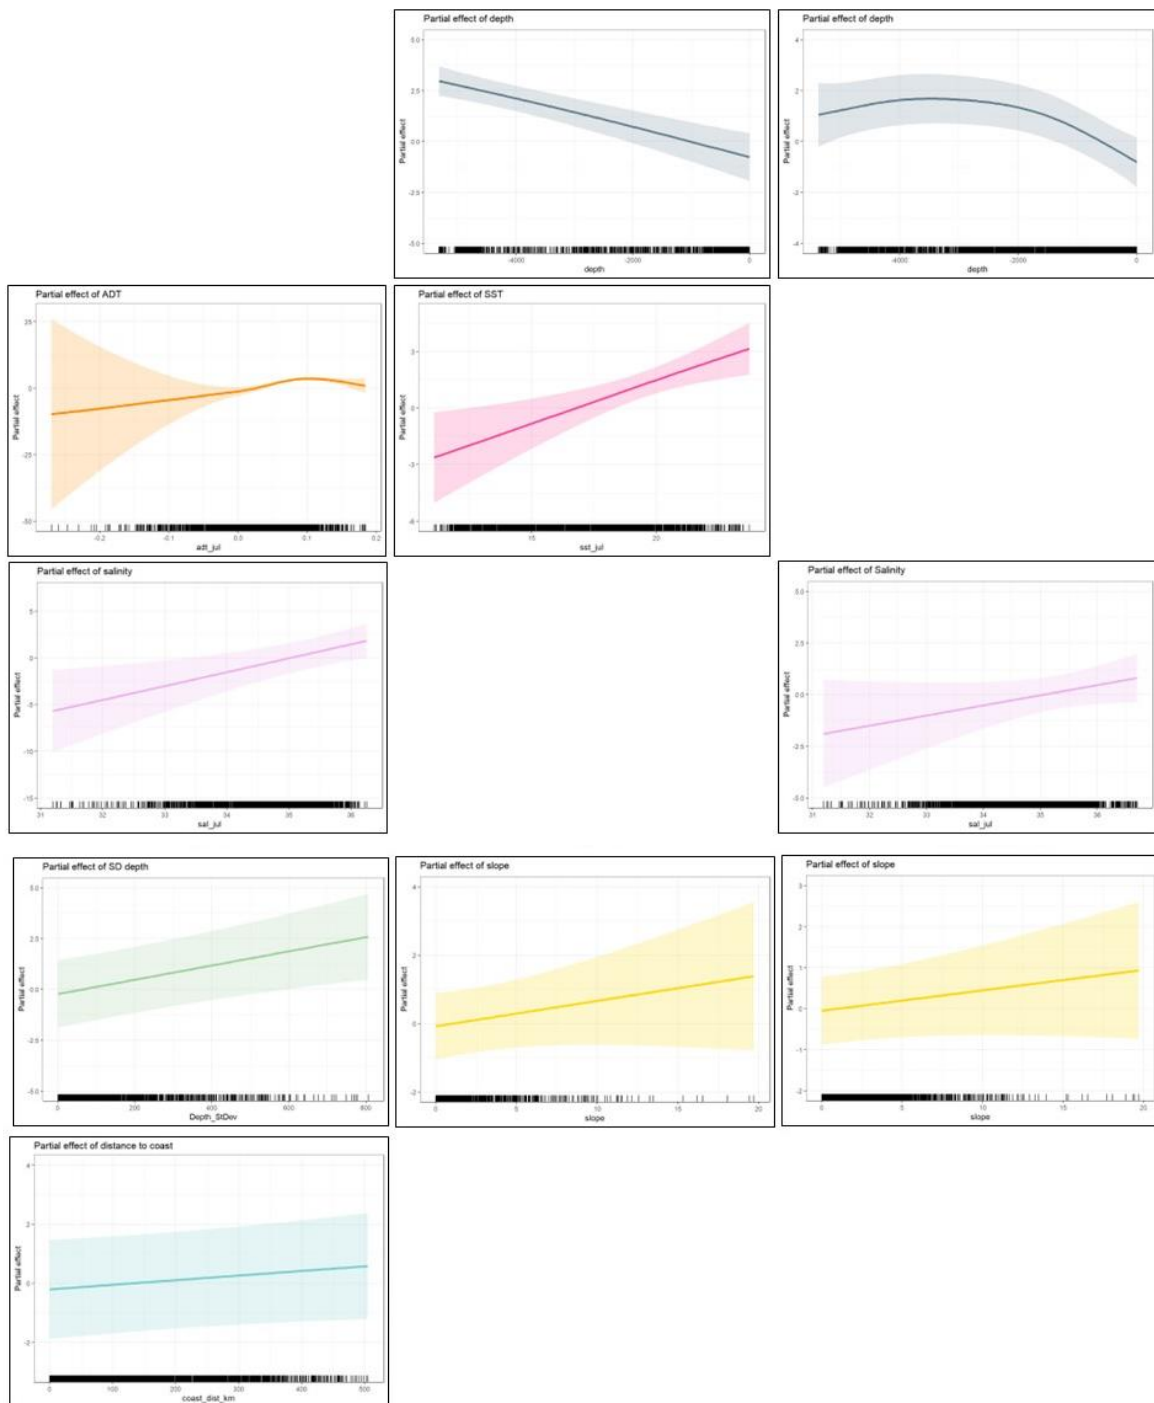 Partial effect of depth
5.0
2.5
0.0
-2.5
-5.0
Partial effect
-4000 -2000 0
depth
Partial effect of depth
4
2
0
-2
-4
Partial effect
-4000 -2000 0
depth
Partial effect of ADT
25
0
-25
-50
Partial effect
-0.2 -0.1 0.0 0.1 0.2
adt_jul
Partial effect of SST
3
0
-3
-6
Partial effect
15 20
sst_jul
Partial effect of salinity
5
0
-5
-10
-15
Partial effect
31 32 33 34 35 36
sal_jul
Partial effect of Salinity
5.0
2.5
0.0
-2.5
-5.0
Partial effect
31 32 33 34 35 36
sal_jul
Partial effect of SD depth
5.0
2.5
0.0
-2.5
-5.0
Partial effect
0 200 400 600 800
Depth_StDev
Partial effect of slope
4
2
0
-2
Partial effect
0 5 10 15 20
slope
Partial effect of slope
3
2
1
0
-1
-2
Partial effect
0 5 10 15 20
slope
Partial effect of distance to coast
4
2
0
-2
Partial effect
0 100 200 300 400 500
coast_dist_km